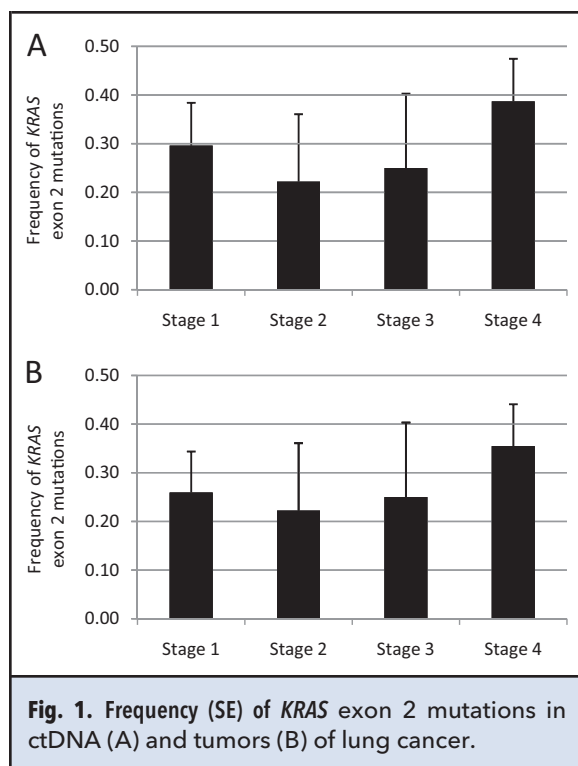 A
Frequency of KRAS
exon 2 mutations
0.50
0.40
0.30
0.20
0.10
0.00
Stage 1 Stage 2 Stage 3 Stage 4
B
Frequency of KRAS
exon 2 mutations
0.50
0.40
0.30
0.20
0.10
0.00
Stage 1 Stage 2 Stage 3 Stage 4
Fig. 1. Frequency (SE) of KRAS exon 2 mutations in
ctDNA (A) and tumors (B) of lung cancer.